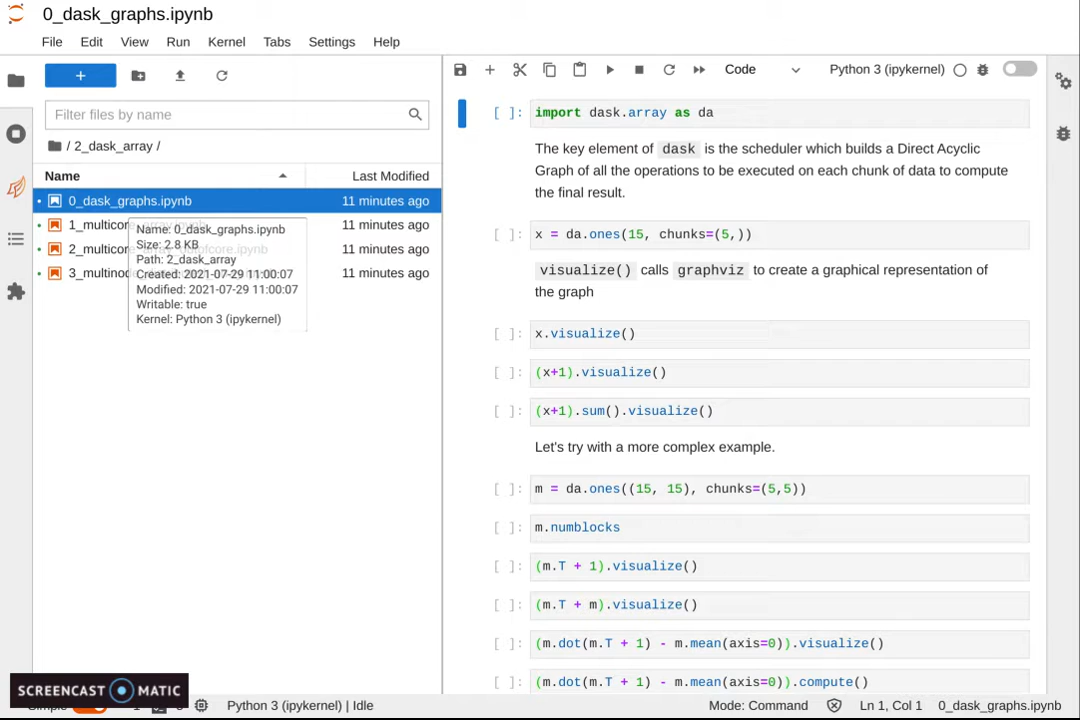 0_dask_graphs.ipynb
File Edit View Run Kernel Tabs Settings Help
Filter files by name
/ 2_dask_array /
Name Last Modified
0_dask_graphs.ipynb 11 minutes ago
1_multicore 11 minutes ago
2_multicore 11 minutes ago
3_multinode 11 minutes ago
Name: 0_dask_graphs.ipynb
Size: 2.8 KB
Path: 2_dask_array
Created: 2021-07-29 11:00:07
Modified: 2021-07-29 11:00:07
Writable: true
Kernel: Python 3 (ipykernel)
Code Python 3 (ipykernel)
[ ]: import dask.array as da
The key element of dask is the scheduler which builds a Direct Acyclic
Graph of all the operations to be executed on each chunk of data to compute
the final result.
[ ]: x = da.ones(15, chunks=(5,))
visualize() calls graphviz to create a graphical representation of
the graph
[ ]: x.visualize()
[ ]: (x+1).visualize()
[ ]: (x+1).sum().visualize()
Let's try with a more complex example.
[ ]: m = da.ones((15, 15), chunks=(5,5))
[ ]: m.numblocks
[ ]: (m.T + 1).visualize()
[ ]: (m.T + m).visualize()
[ ]: (m.dot(m.T + 1) - m.mean(axis=0)).visualize()
[ ]: (m.dot(m.T + 1) - m.mean(axis=0)).compute()
SCREENCAST MATIC
Python 3 (ipykernel) | Idle Mode: Command Ln 1, Col 1 0_dask_graphs.ipynb